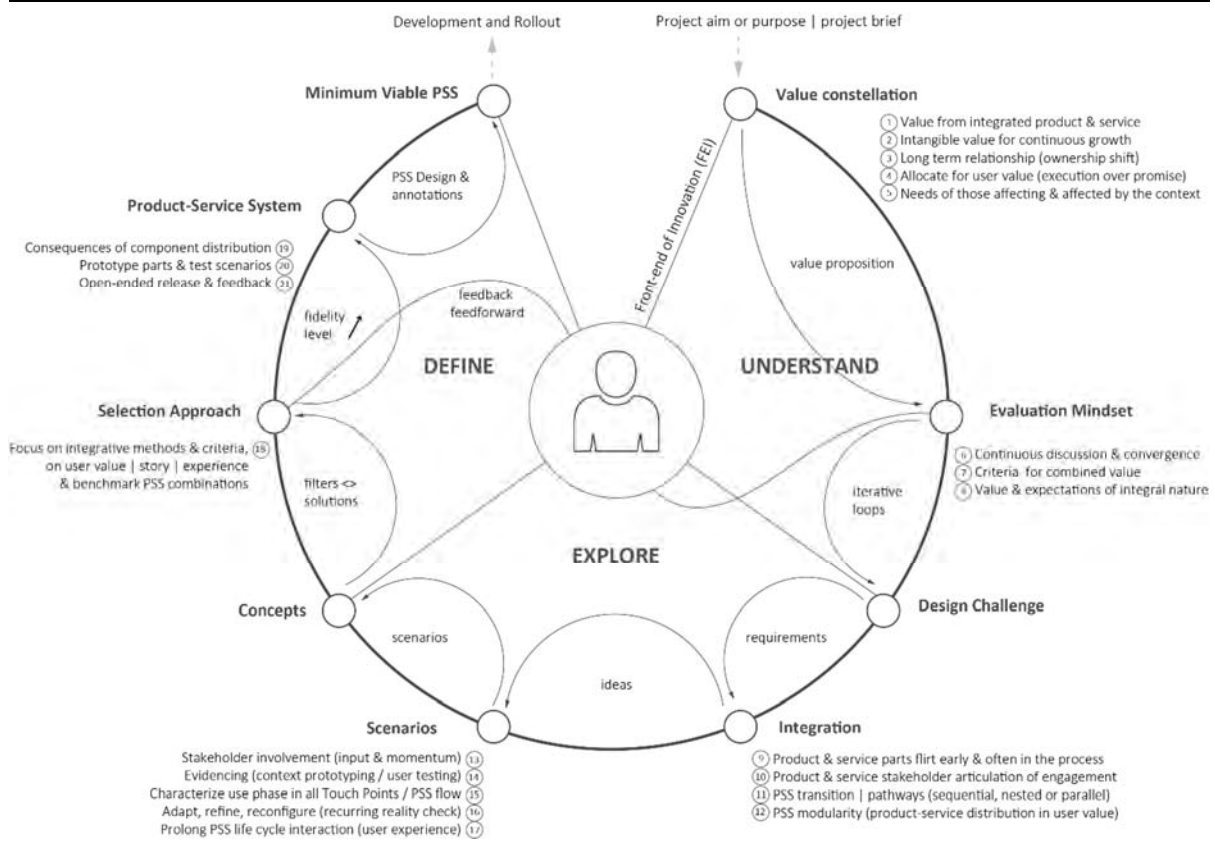 Development and Rollout
Project aim or purpose | project brief
Minimum Viable PSS
Value constellation
① Value from integrated product & service
② Intangible value for continuous growth
③ Long term relationship (ownership shift)
④ Allocate for user value (execution over promise)
⑤ Needs of those affecting & affected by the context
Front-end of Innovation (FEI)
PSS Design &
annotations
Product-Service System
Consequences of component distribution ⑲
Prototype parts & test scenarios ⑳
Open-ended release & feedback ㉑
value proposition
feedback
feedforward
fidelity
level
DEFINE
UNDERSTAND
Selection Approach
Focus on integrative methods & criteria, ⑱
on user value | story | experience
& benchmark PSS combinations
Evaluation Mindset
⑥ Continuous discussion & convergence
⑦ Criteria for combined value
⑧ Value & expectations of integral nature
filters <>
solutions
iterative
loops
EXPLORE
Concepts
Design Challenge
scenarios
requirements
ideas
Scenarios
Stakeholder involvement (input & momentum) ⑬
Evidencing (context prototyping / user testing) ⑭
Characterize use phase in all Touch Points / PSS flow ⑮
Adapt, refine, reconfigure (recurring reality check) ⑯
Prolong PSS life cycle interaction (user experience) ⑰
Integration
⑨ Product & service parts flirt early & often in the process
⑩ Product & service stakeholder articulation of engagement
⑪ PSS transition | pathways (sequential, nested or parallel)
⑫ PSS modularity (product-service distribution in user value)